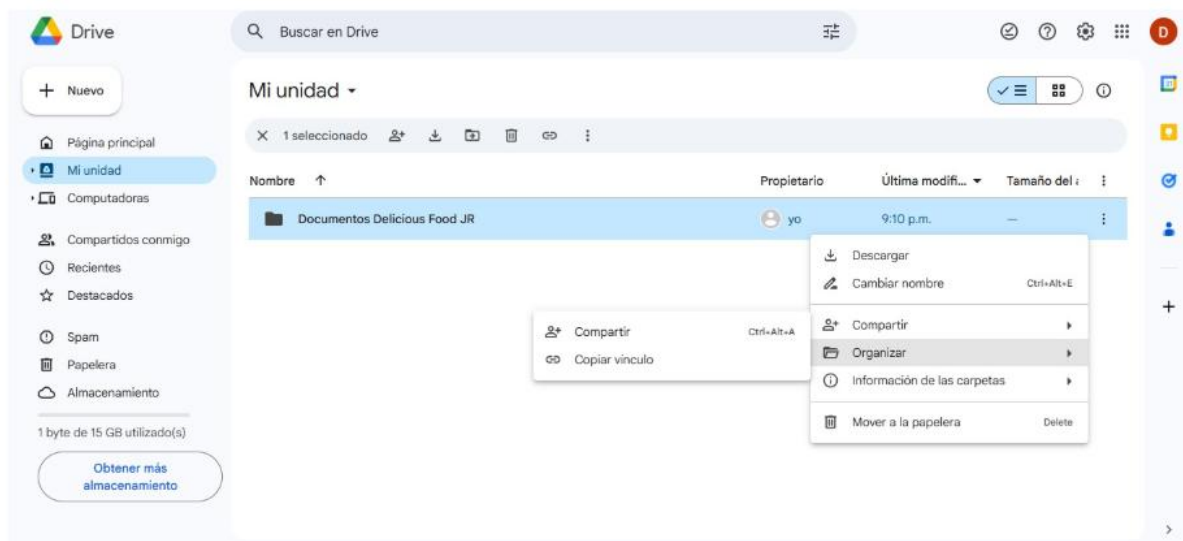 Drive
Buscar en Drive
D
Nuevo
Mi unidad
1 seleccionado
Página principal
Mi unidad
Computadoras
Compartidos conmigo
Recientes
Destacados
Spam
Papelera
Almacenamiento
1 byte de 15 GB utilizado(s)
Obtener más
almacenamiento
Nombre
Propietario
Última modifi...
Tamaño del
Documentos Delicious Food JR
yo
9:10 p.m.
—
Descargar
Cambiar nombre Ctrl+Alt+E
Compartir
Organizar
Información de las carpetas
Mover a la papelera Delete
Compartir Ctrl+Alt+A
Copiar vínculo